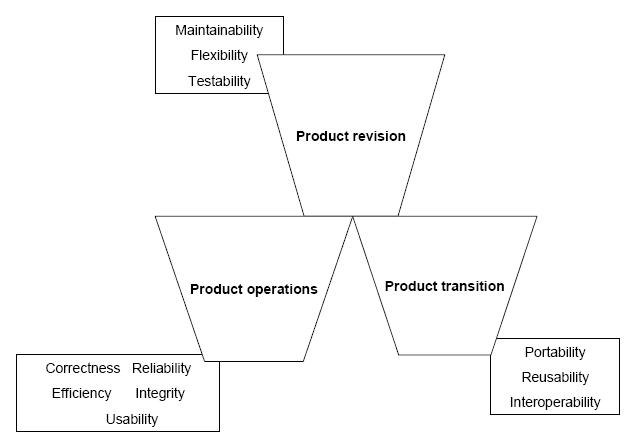 Maintainability
Flexibility
Testability
Product revision
Product operations
Product transition
Correctness Reliability
Efficiency Integrity
Usability
Portability
Reusability
Interoperability